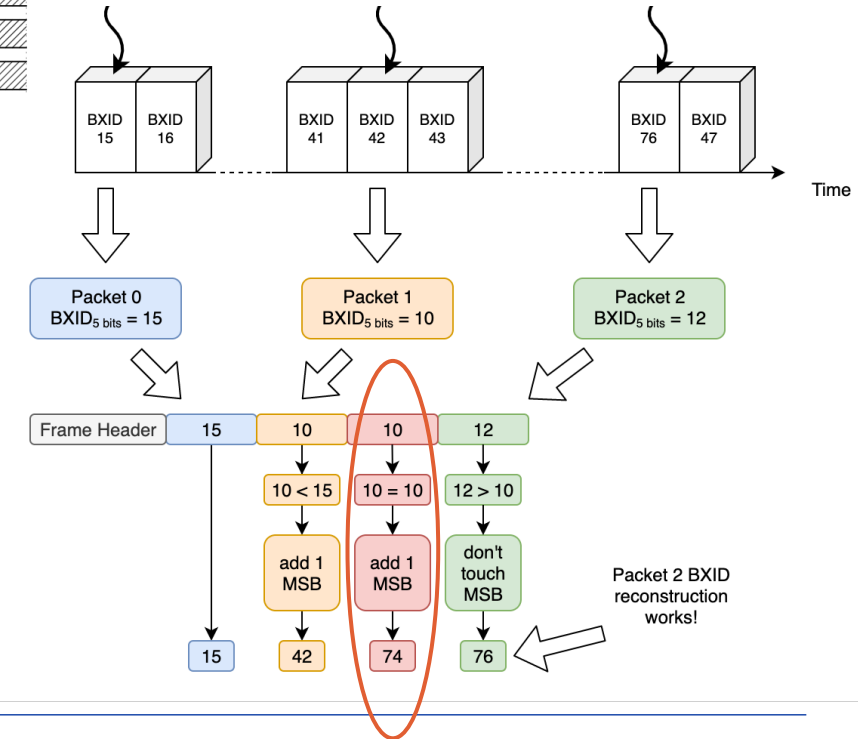 BXID
15
BXID
16
BXID
41
BXID
42
BXID
43
BXID
76
BXID
47
Time
Packet 0
BXID5 bits = 15
Packet 1
BXID5 bits = 10
Packet 2
BXID5 bits = 12
Frame Header
15
10
10
12
10 < 15
10 = 10
12 > 10
add 1
MSB
add 1
MSB
don't
touch
MSB
Packet 2 BXID
reconstruction
works!
15
42
74
76